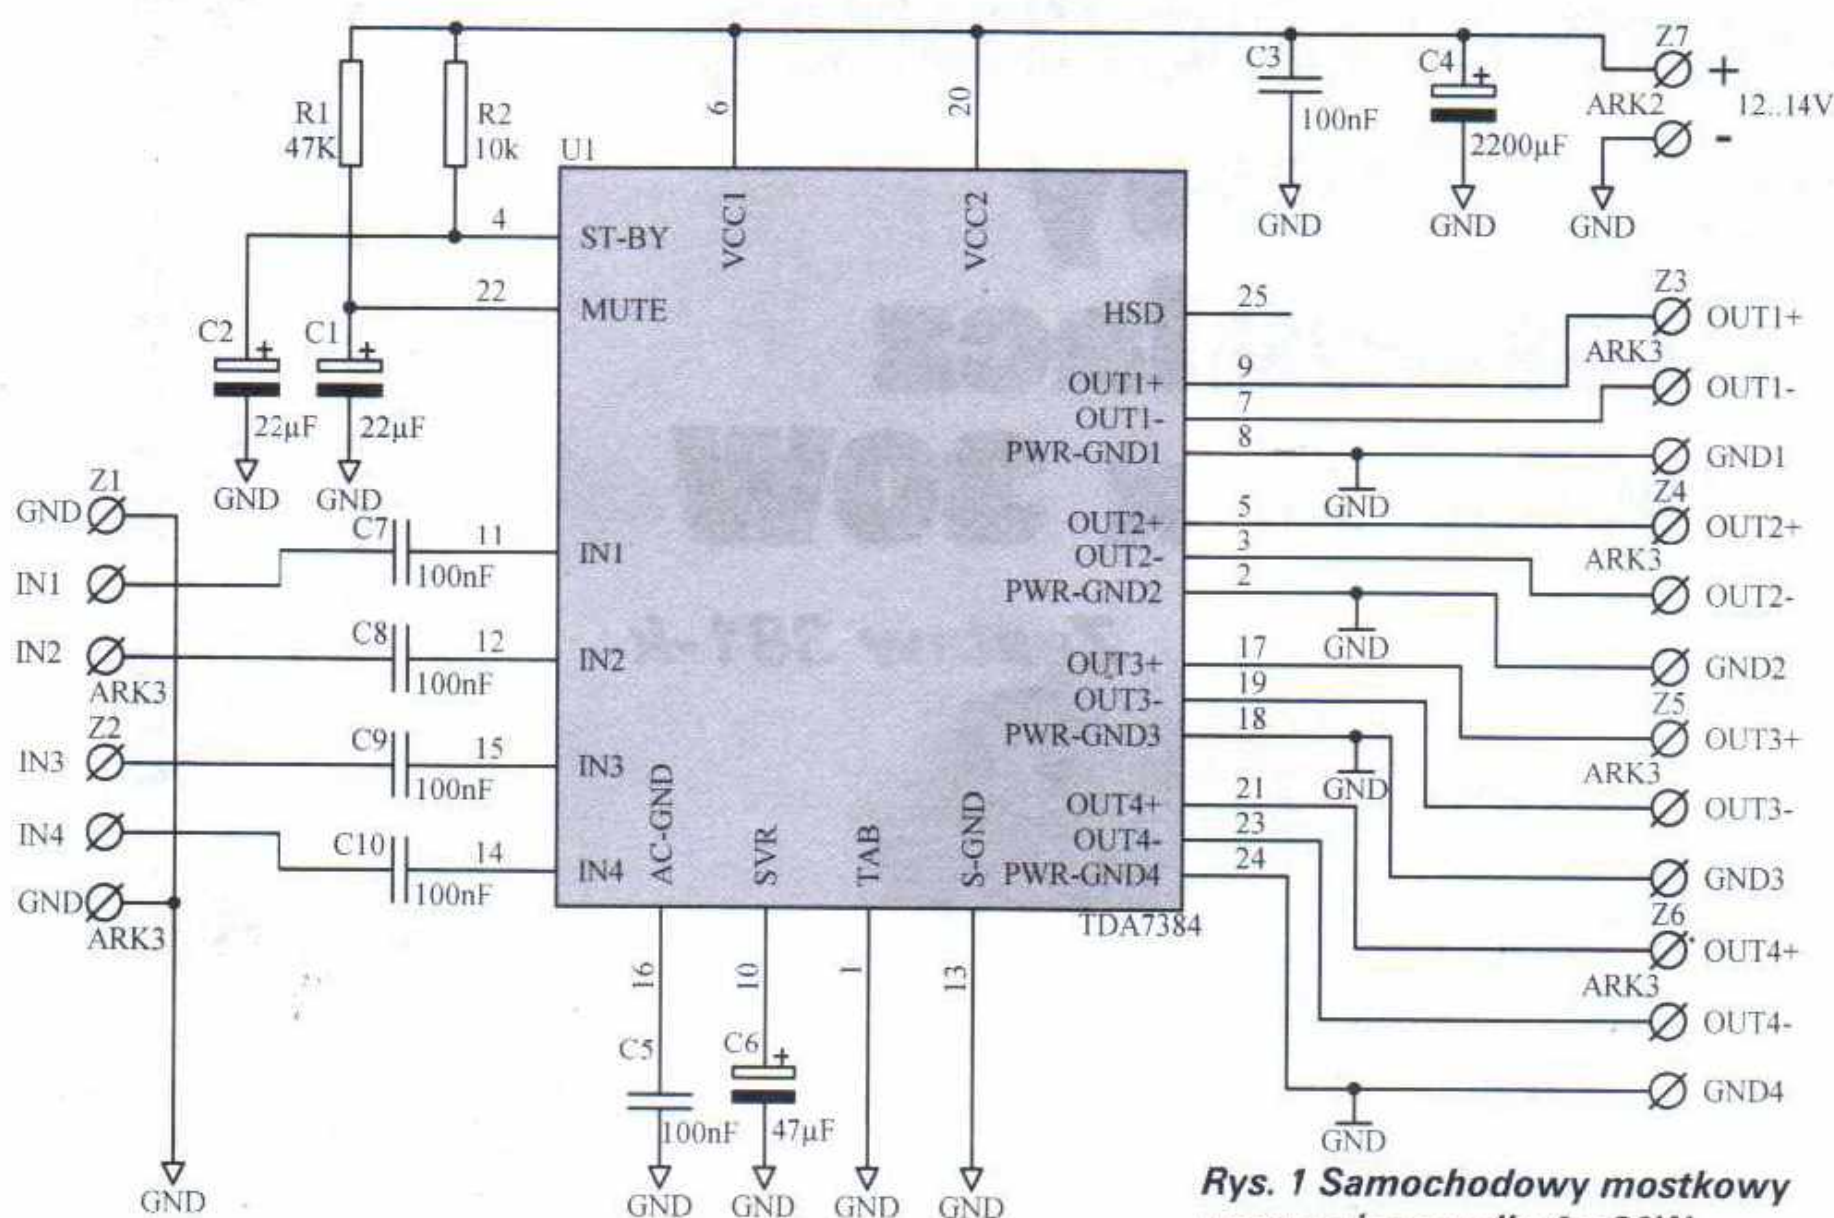 C3
Z7
+
C4
+
R1
47K
R2
10k
6
20
100nF
ARK2
12..14V
2200µF
-
U1
GND
GND
GND
4
ST-BY
VCC1
VCC2
22
MUTE
HSD
25
Z3
OUT1+
C2
+
C1
+
ARK3
OUT1+
9
OUT1-
OUT1-
7
22µF
22µF
PWR-GND1
8
GND1
GND
GND
GND
Z1
GND
Z4
OUT2+
5
OUT2+
C7
11
IN1
100nF
OUT2-
3
ARK3
IN1
PWR-GND2
2
OUT2-
GND
C8
12
IN2
100nF
IN2
ARK3
OUT3+
17
GND2
OUT3-
19
Z5
PWR-GND3
18
OUT3+
GND
Z2
C9
15
IN3
100nF
IN3
ARK3
OUT4+
21
OUT3-
OUT4-
23
IN4
C10
14
IN4
100nF
PWR-GND4
24
GND3
AC-GND
SVR
TAB
S-GND
GND
ARK3
TDA7384
Z6
OUT4+
16
10
1
13
ARK3
OUT4-
C5
C6
+
100nF
47µF
GND4
GND
GND
GND
GND
GND
GND
Rys. 1 Samochodowy mostkowy